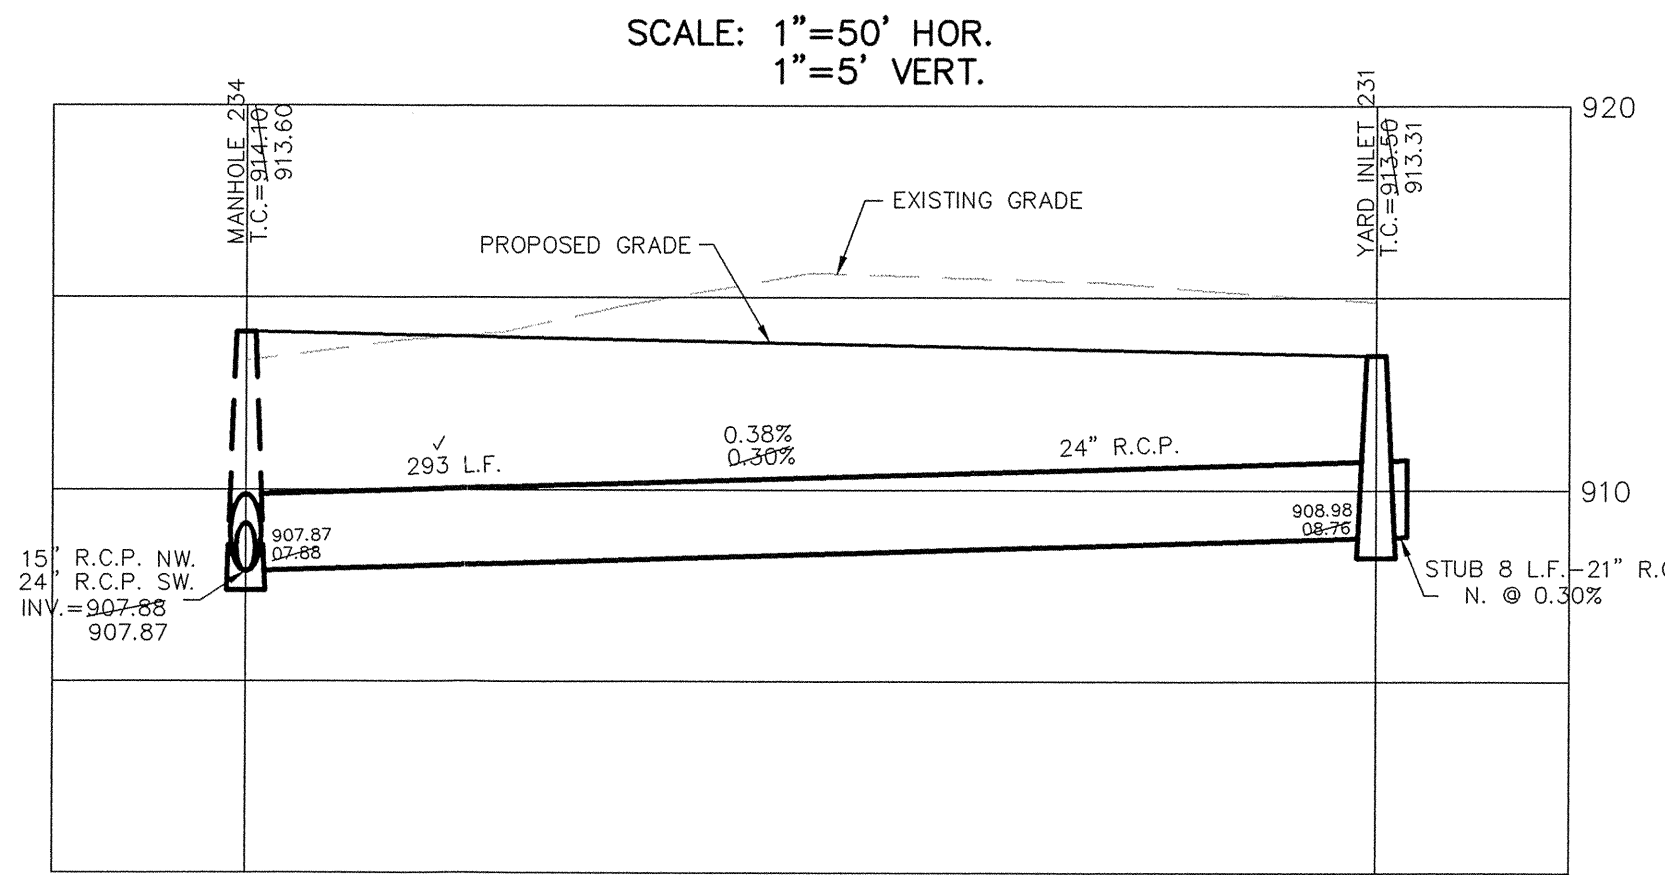 SCALE: 1"=50' HOR.
1"=5' VERT.
MANHOLE 234
T.C.=914.10
913.60
YARD INLET 231
T.C.=913.50
913.31
920
EXISTING GRADE
PROPOSED GRADE
293 L.F.
✓
0.38%
0.30%
24" R.C.P.
910
907.87
07.88
908.98
08.76
15" R.C.P. NW.
24" R.C.P. SW.
INV.=907.88
907.87
STUB 8 L.F.-21" R.C
N. @ 0.30%